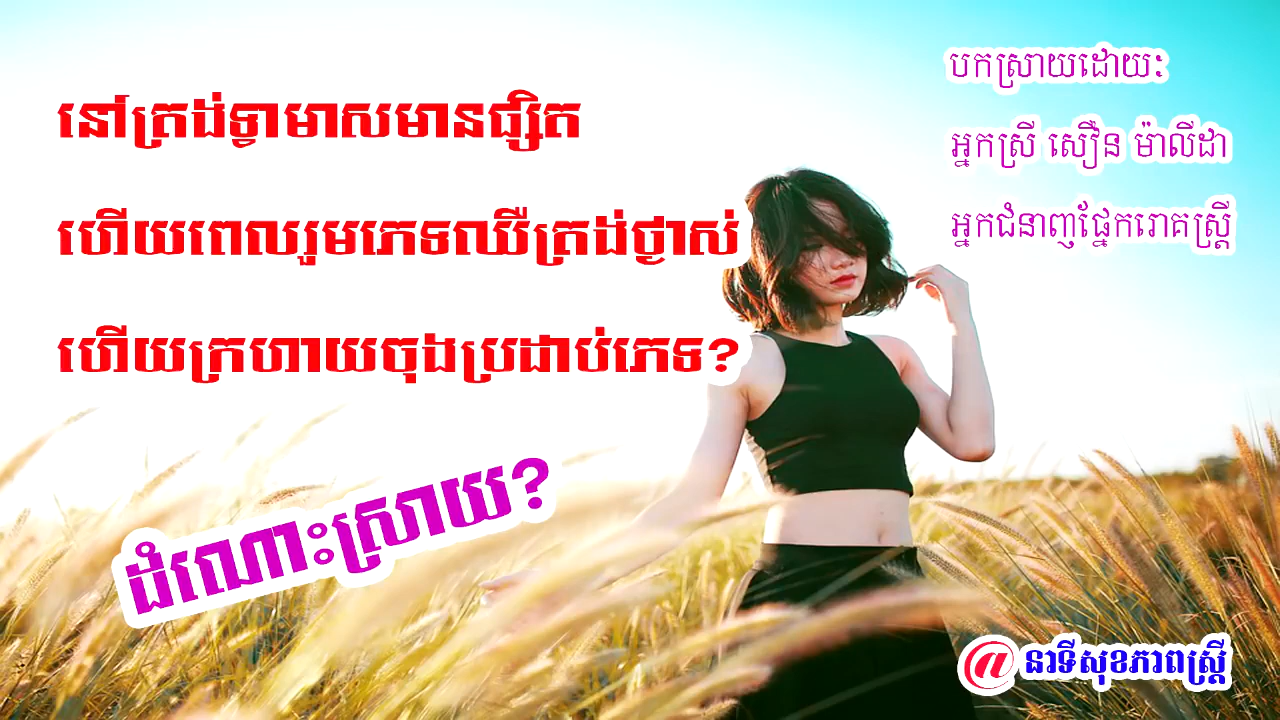 នៅត្រង់ទ្វាមាសមានផ្សិត
ហើយពេលរួមភេទឈឺត្រង់ថ្ងាស់
ហើយក្រហាយចុងប្រដាប់ភេទ?
ដំណោះស្រាយ?
បកស្រាយដោយៈ
អ្នកស្រី សឿន ម៉ាលីដា
អ្នកជំនាញផ្នែករោគស្ត្រី
@នាទីសុខភាពស្ត្រី